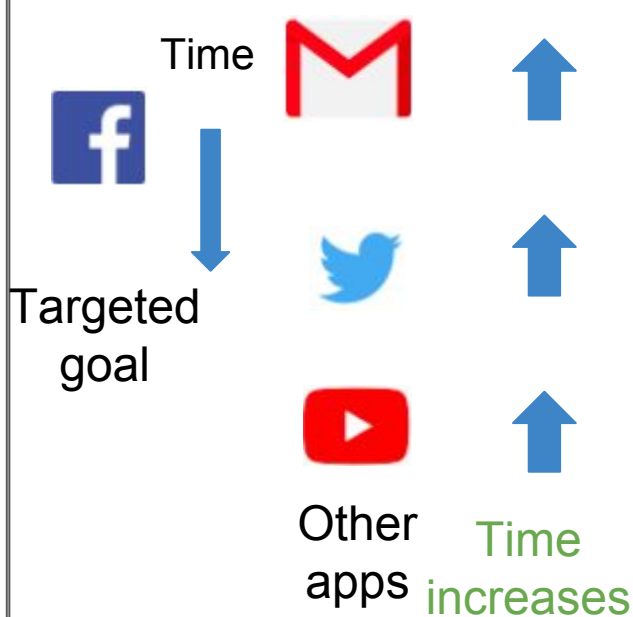 Time
Targeted
goal
Other
apps
Time
increases